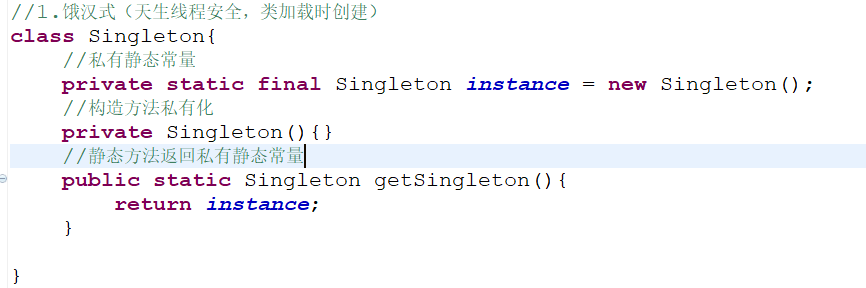 //1.饿汉式（天生线程安全，类加载时创建）
class Singleton{
    //私有静态常量
    private static final Singleton instance = new Singleton();
    //构造方法私有化
    private Singleton(){}
    //静态方法返回私有静态常量
    public static Singleton getSingleton(){
        return instance;
    }
}